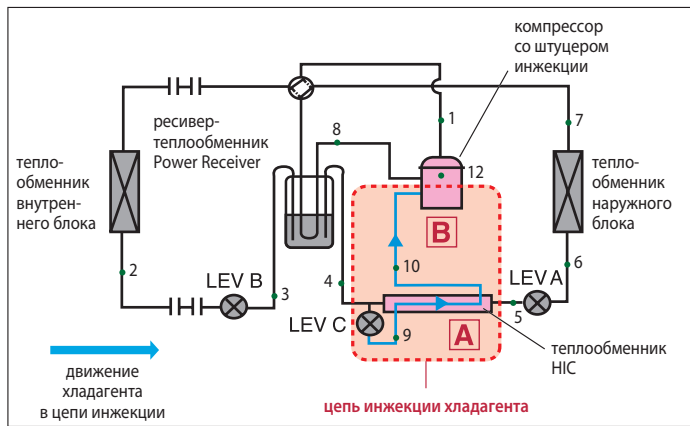 компрессор
со штуцером
инжекции
ресивер-
теплообменник
Power Receiver
тепло-
обменник
внутрен-
него блока
тепло-
обменник
наружного
блока
1
7
8
12
B
10
2
LEV B
3
4
LEV C
9
A
5
LEV A
6
теплообменник
HIC
движение
хладагента
в цепи инжекции
цепь инжекции хладагента